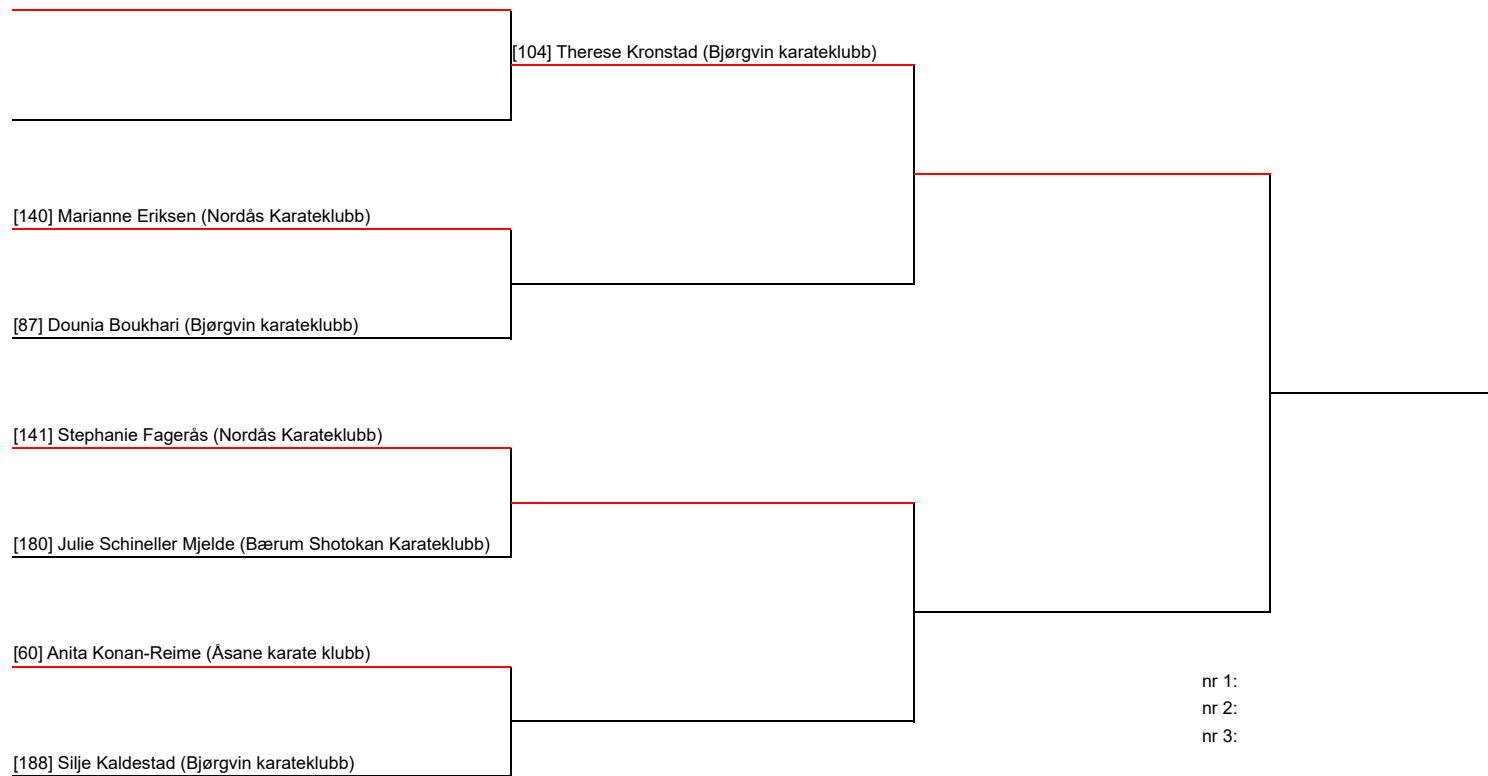 [104] Therese Kronstad (Bjørgvin karateklubb)
[140] Marianne Eriksen (Nordås Karateklubb)
[87] Dounia Boukhari (Bjørgvin karateklubb)
[141] Stephanie Fagerås (Nordås Karateklubb)
[180] Julie Schineller Mjelde (Bærum Shotokan Karateklubb)
[60] Anita Konan-Reime (Åsane karate klubb)
nr 1:
nr 2:
nr 3:
[188] Silje Kaldestad (Bjørgvin karateklubb)